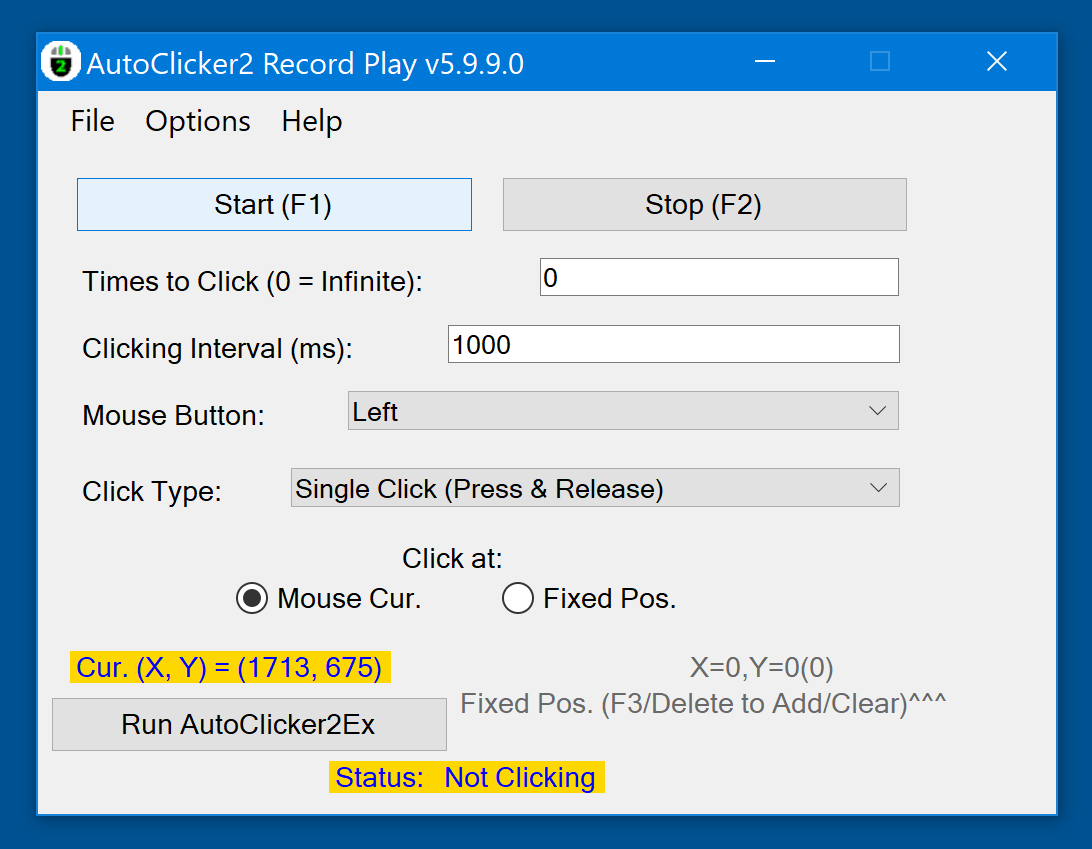 AutoClicker2 Record Play v5.9.9.0
File Options Help
Start (F1) Stop (F2)
Times to Click (0 = Infinite): 0
Clicking Interval (ms): 1000
Mouse Button: Left
Click Type: Single Click (Press & Release)
Click at:
Mouse Cur. Fixed Pos.
Cur. (X, Y) = (1713, 675) X=0,Y=0(0)
Fixed Pos. (F3/Delete to Add/Clear)^^^
Run AutoClicker2Ex
Status: Not Clicking